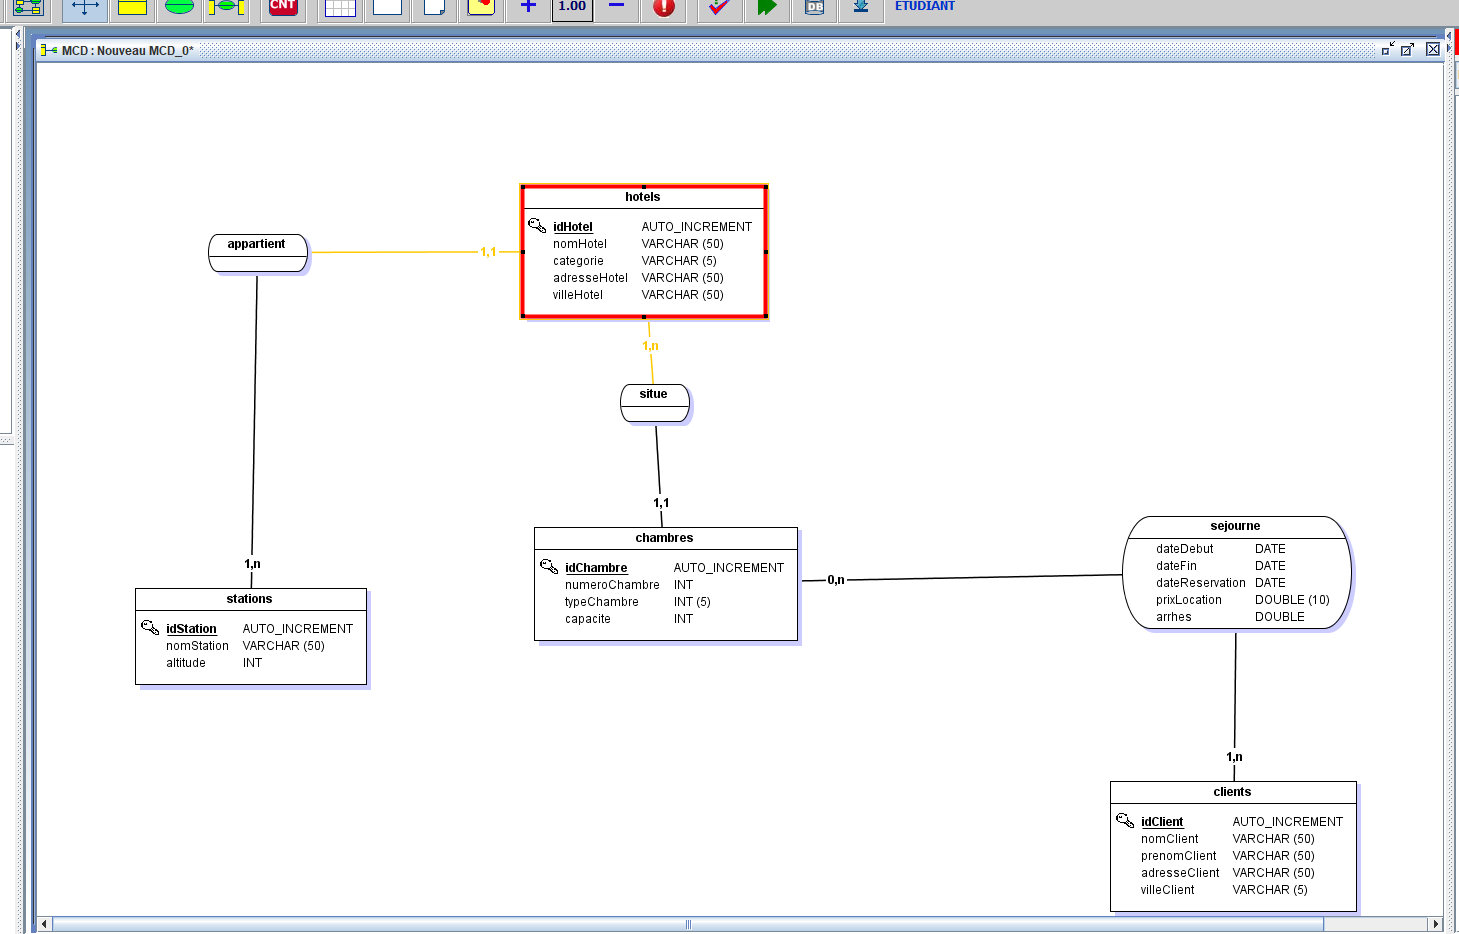 CNT
1.00
DB
ETUDIANT
MCD : Nouveau MCD_0*
hotels
idHotel AUTO_INCREMENT
nomHotel VARCHAR (50)
categorie VARCHAR (5)
adresseHotel VARCHAR (50)
villeHotel VARCHAR (50)
appartient
1,1
1,n
situe
1,1
chambres
idChambre AUTO_INCREMENT
numeroChambre INT
typeChambre INT (5)
capacite INT
0,n
sejourne
dateDebut DATE
dateFin DATE
dateReservation DATE
prixLocation DOUBLE (10)
arrhes DOUBLE
1,n
stations
idStation AUTO_INCREMENT
nomStation VARCHAR (50)
altitude INT
1,n
clients
idClient AUTO_INCREMENT
nomClient VARCHAR (50)
prenomClient VARCHAR (50)
adresseClient VARCHAR (50)
villeClient VARCHAR (5)